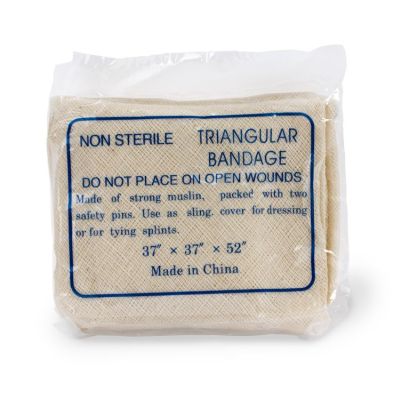 NON STERILE TRIANGULAR
BANDAGE
DO NOT PLACE ON OPEN WOUNDS
Made of strong muslin, packed with two
safety pins. Use as sling. cover for dressing
or for tying splints.
37" × 37" × 52"
Made in China